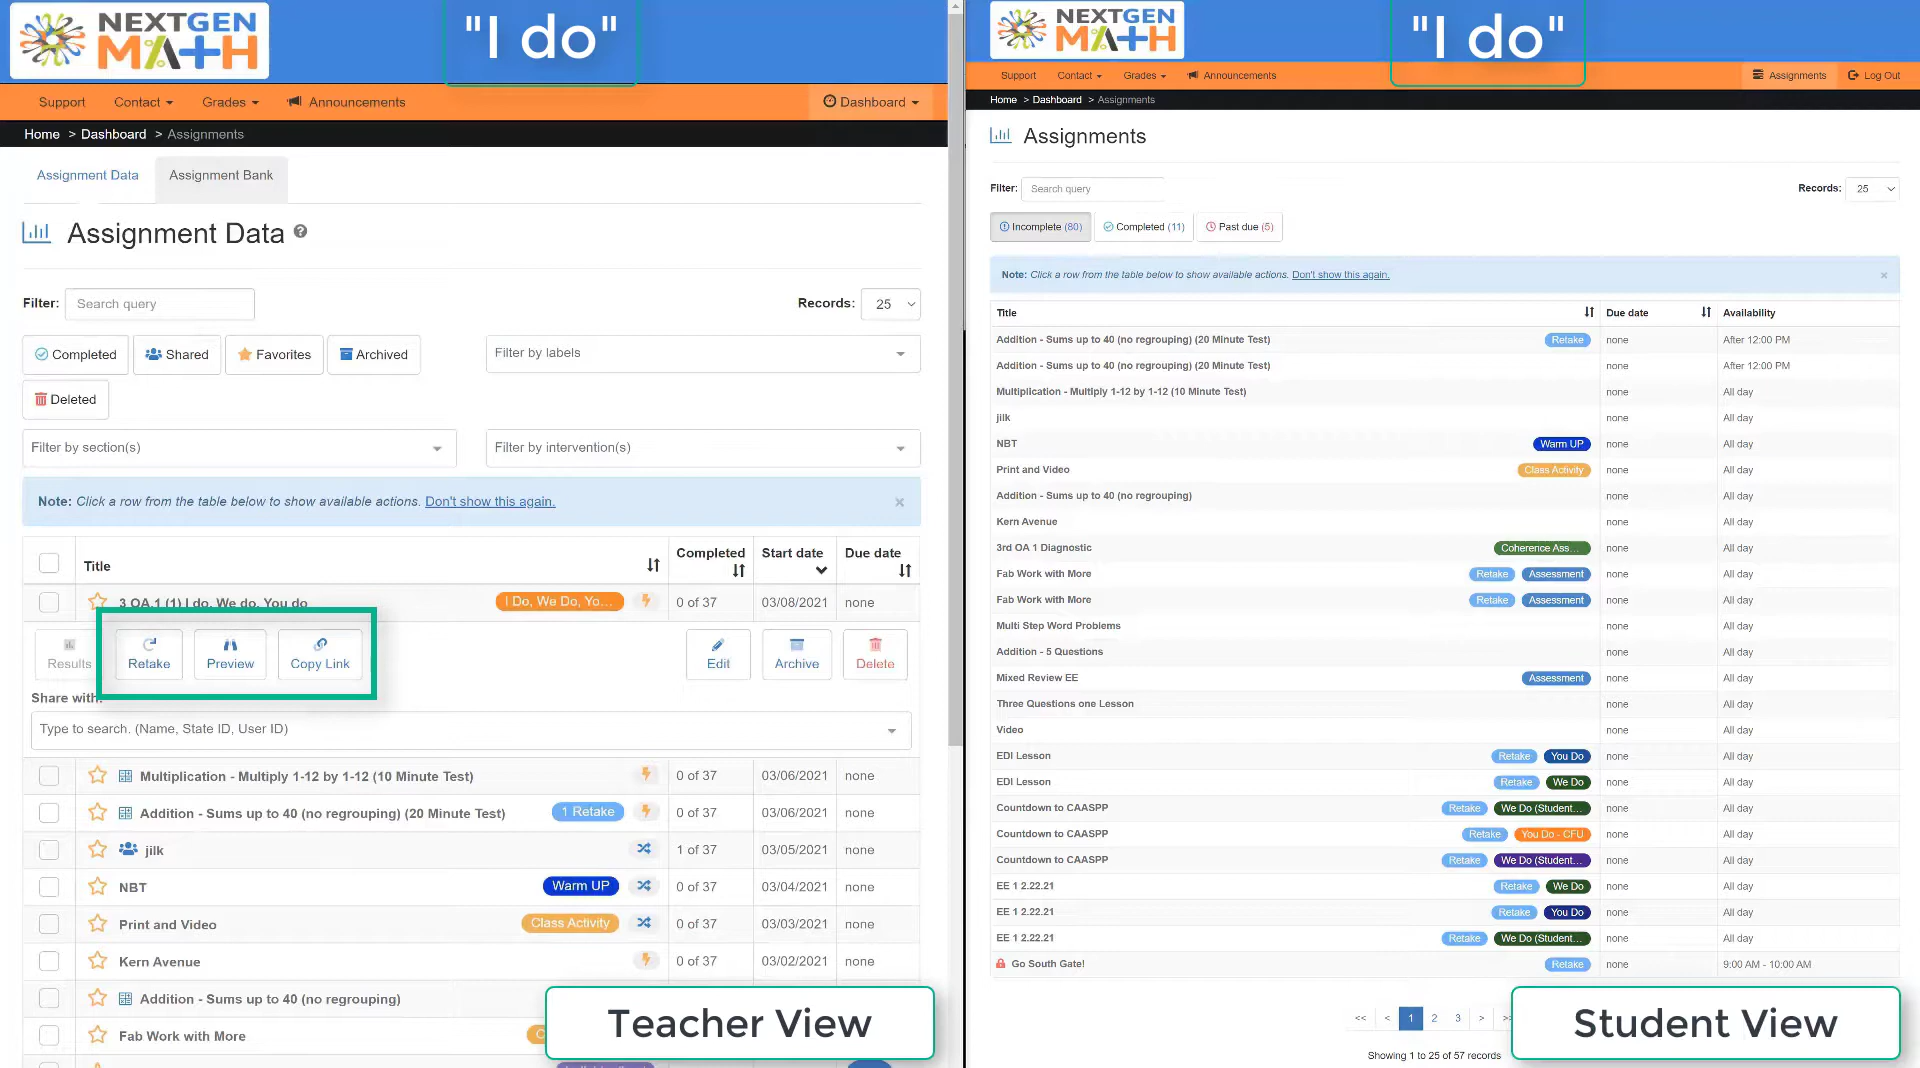 NEXTGEN
MATH
"I do"
Support
Contact
Grades
Announcements
Dashboard
Home > Dashboard > Assignments
Assignment Data
Assignment Bank
Assignment Data
Filter:
Search query
Records:
25
Completed
Shared
Favorites
Archived
Filter by labels
Deleted
Filter by section(s)
Filter by intervention(s)
Note: Click a row from the table below to show available actions. Don't show this again.
×
Title
Completed
Start date
Due date
3 OA.1 (1) I do, We do, You do
I Do, We Do, Yo...
0 of 37
03/08/2021
none
Results
Retake
Preview
Copy Link
Edit
Archive
Delete
Share with:
Type to search. (Name, State ID, User ID)
Multiplication - Multiply 1-12 by 1-12 (10 Minute Test)
0 of 37
03/06/2021
none
Addition - Sums up to 40 (no regrouping) (20 Minute Test)
1 Retake
0 of 37
03/06/2021
none
jilk
1 of 37
03/05/2021
none
NBT
Warm UP
0 of 37
03/04/2021
none
Print and Video
Class Activity
0 of 37
03/03/2021
none
Kern Avenue
0 of 37
03/02/2021
none
Addition - Sums up to 40 (no regrouping)
Fab Work with More
Teacher View
NEXTGEN
MATH
"I do"
Support
Contact
Grades
Announcements
Assignments
Log Out
Home > Dashboard > Assignments
Assignments
Filter:
Search query
Records:
25
Incomplete (80)
Completed (11)
Past due (5)
Note: Click a row from the table below to show available actions. Don't show this again.
×
Title
Due date
Availability
Addition - Sums up to 40 (no regrouping) (20 Minute Test)
Retake
none
After 12:00 PM
Addition - Sums up to 40 (no regrouping) (20 Minute Test)
none
After 12:00 PM
Multiplication - Multiply 1-12 by 1-12 (10 Minute Test)
none
All day
jilk
none
All day
NBT
Warm UP
none
All day
Print and Video
Class Activity
none
All day
Addition - Sums up to 40 (no regrouping)
none
All day
Kern Avenue
none
All day
3rd OA 1 Diagnostic
Coherence Ass...
none
All day
Fab Work with More
Retake
Assessment
none
All day
Fab Work with More
Retake
Assessment
none
All day
Multi Step Word Problems
none
All day
Addition - 5 Questions
none
All day
Mixed Review EE
Assessment
none
All day
Three Questions one Lesson
none
All day
Video
none
All day
EDI Lesson
Retake
You Do
none
All day
EDI Lesson
Retake
We Do
none
All day
Countdown to CAASPP
Retake
We Do (Student...
none
All day
Countdown to CAASPP
Retake
You Do - CFU
none
All day
Countdown to CAASPP
Retake
We Do (Student...
none
All day
EE 1 2.22.21
Retake
We Do
none
All day
EE 1 2.22.21
Retake
You Do
none
All day
EE 1 2.22.21
Retake
We Do (Student...
none
All day
Go South Gate!
Retake
none
9:00 AM - 10:00 AM
<< < 1 2 3 > >>
Showing 1 to 25 of 57 records
Student View